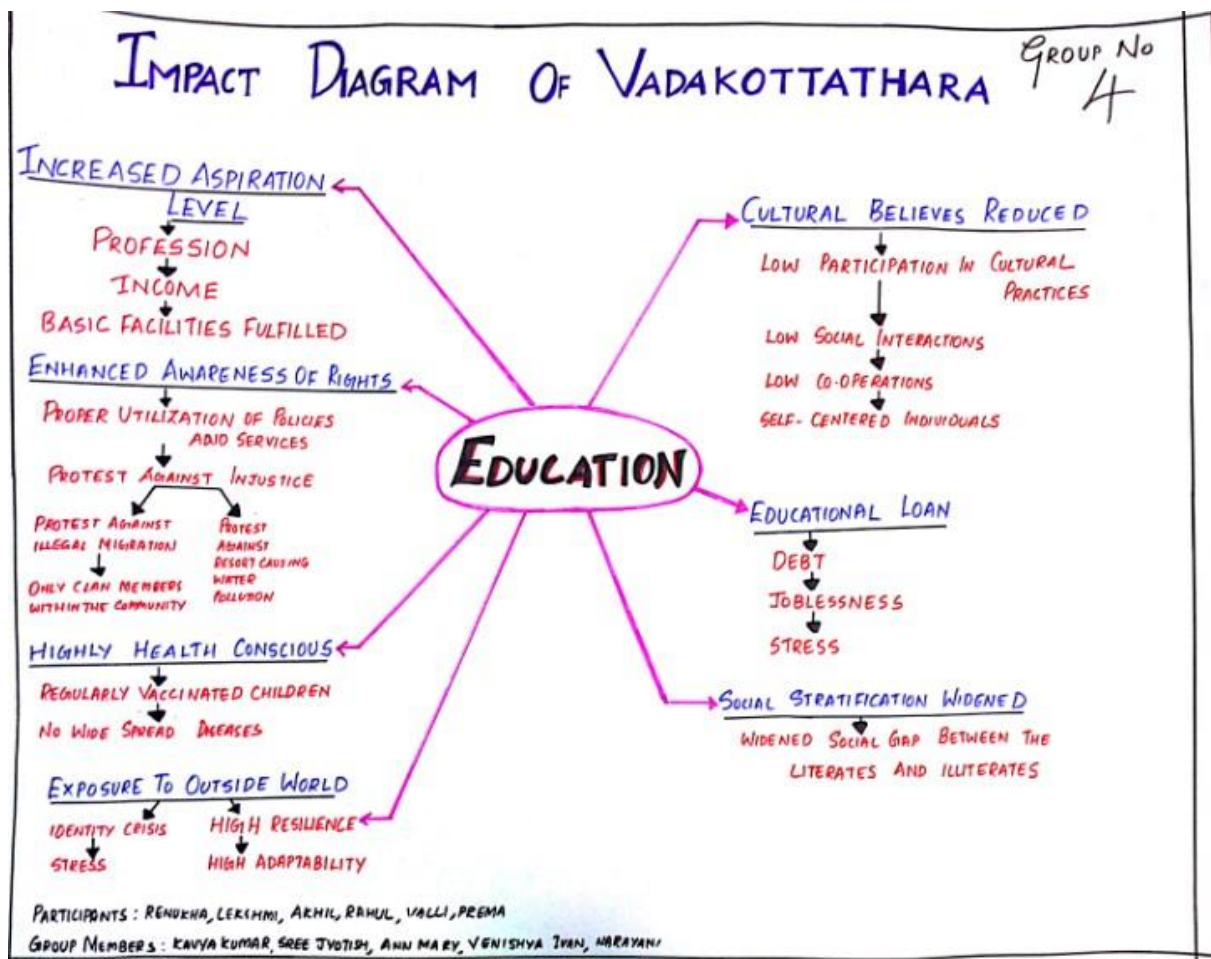 IMPACT DIAGRAM OF VADAKOTTATHARA
GROUP NO
4
INCREASED ASPIRATION
LEVEL
PROFESSION
INCOME
BASIC FACILITIES FULFILLED
ENHANCED AWARENESS OF RIGHTS
PROPER UTILIZATION OF POLICIES
AND SERVICES
PROTEST AGAINST INJUSTICE
PROTEST AGAINST
ILLEGAL MIGRATION
ONLY CLAN MEMBERS
WITHIN THE COMMUNITY
PROTEST
AGAINST
RESORT CAUSING
WATER
POLLUTION
HIGHLY HEALTH CONSCIOUS
REGULARLY VACCINATED CHILDREN
NO WIDE SPREAD DISEASES
EXPOSURE TO OUTSIDE WORLD
IDENTITY CRISIS
STRESS
HIGH RESILIENCE
HIGH ADAPTABILITY
EDUCATION
CULTURAL BELIEVES REDUCED
LOW PARTICIPATION IN CULTURAL
PRACTICES
LOW SOCIAL INTERACTIONS
LOW CO-OPERATIONS
SELF-CENTERED INDIVIDUALS
EDUCATIONAL LOAN
DEBT
JOBLESSNESS
STRESS
SOCIAL STRATIFICATION WIDENED
WIDENED SOCIAL GAP BETWEEN THE
LITERATES AND ILLITERATES
PARTICIPANTS : RENUKHA, LEKSHMI, AKHIL, RAHUL, VALLI, PREMA
GROUP MEMBERS : KAVYA KUMAR, SREE JYOTISH, ANN MARY, VENISHYA IVAN, NARAYANI